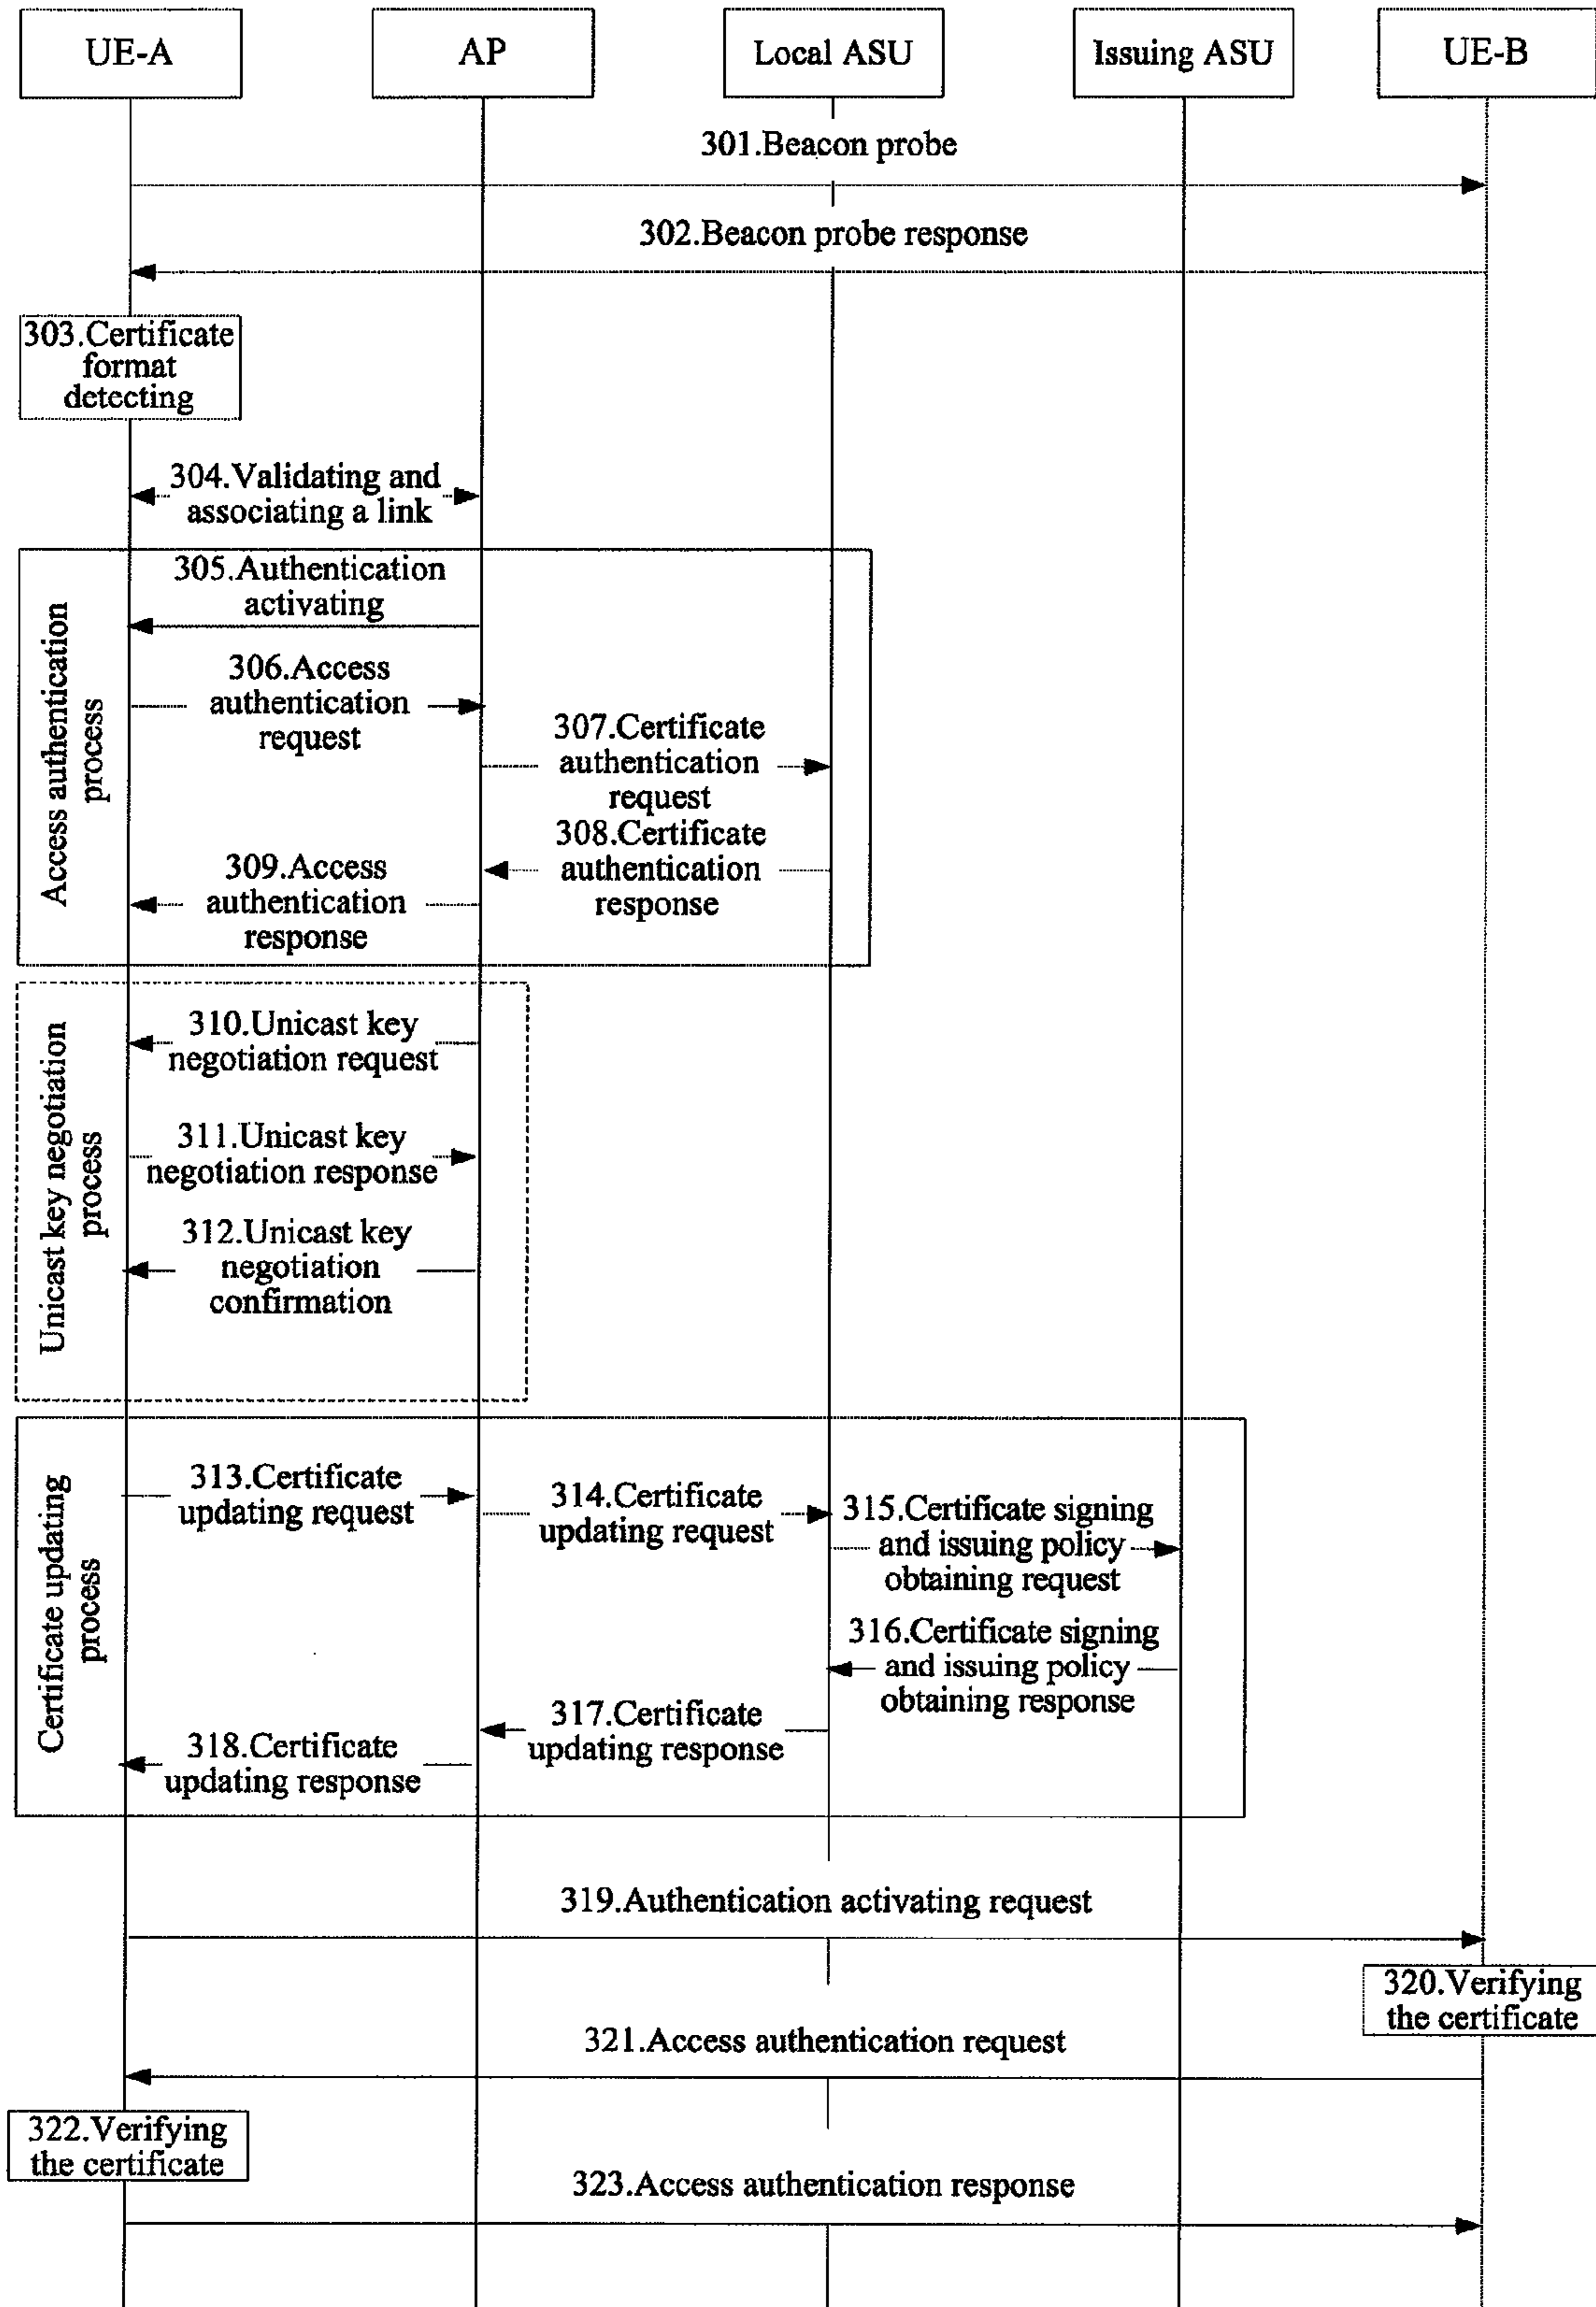 UE-A
AP
Local ASU
Issuing ASU
UE-B
301.Beacon probe
302.Beacon probe response
303.Certificate
format
detecting
304.Validating and
associating a link
Access authentication
process
305.Authentication
activating
306.Access
authentication
request
307.Certificate
authentication
request
308.Certificate
authentication
response
309.Access
authentication
response
Unicast key negotiation
process
310.Unicast key
negotiation request
311.Unicast key
negotiation response
312.Unicast key
negotiation
confirmation
Certificate updating
process
313.Certificate
updating request
314.Certificate
updating request
315.Certificate signing
and issuing policy
obtaining request
316.Certificate signing
and issuing policy
obtaining response
317.Certificate
updating response
318.Certificate
updating response
319.Authentication activating request
320.Verifying
the certificate
321.Access authentication request
322.Verifying
the certificate
323.Access authentication response